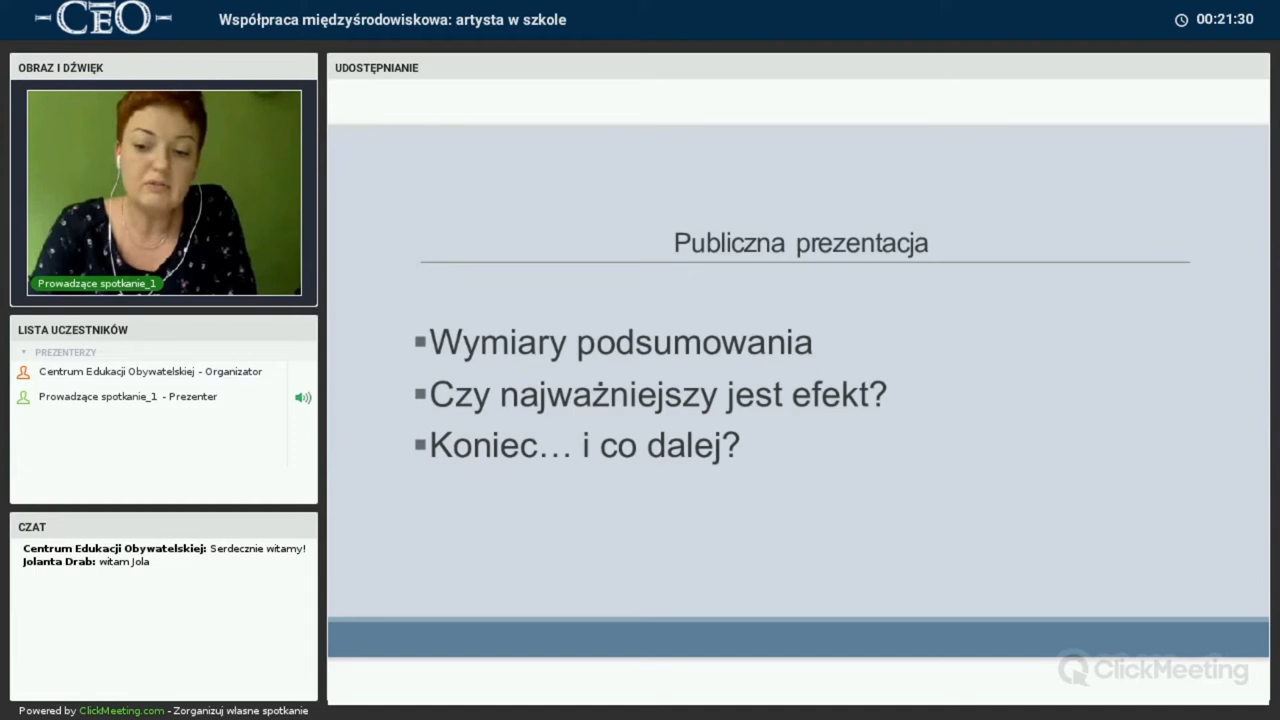 CEO
Współpraca międzyśrodowiskowa: artysta w szkole
00:21:30
OBRAZ I DŹWIĘK
Prowadzące spotkanie_1
LISTA UCZESTNIKÓW
PREZENTERZY
Centrum Edukacji Obywatelskiej - Organizator
Prowadzące spotkanie_1 - Prezenter
CZAT
Centrum Edukacji Obywatelskiej: Serdecznie witamy!
Jolanta Drab: witam Jola
UDOSTĘPNIANIE
Publiczna prezentacja
▪Wymiary podsumowania
▪Czy najważniejszy jest efekt?
▪Koniec… i co dalej?
ClickMeeting
Powered by ClickMeeting.com - Zorganizuj własne spotkanie